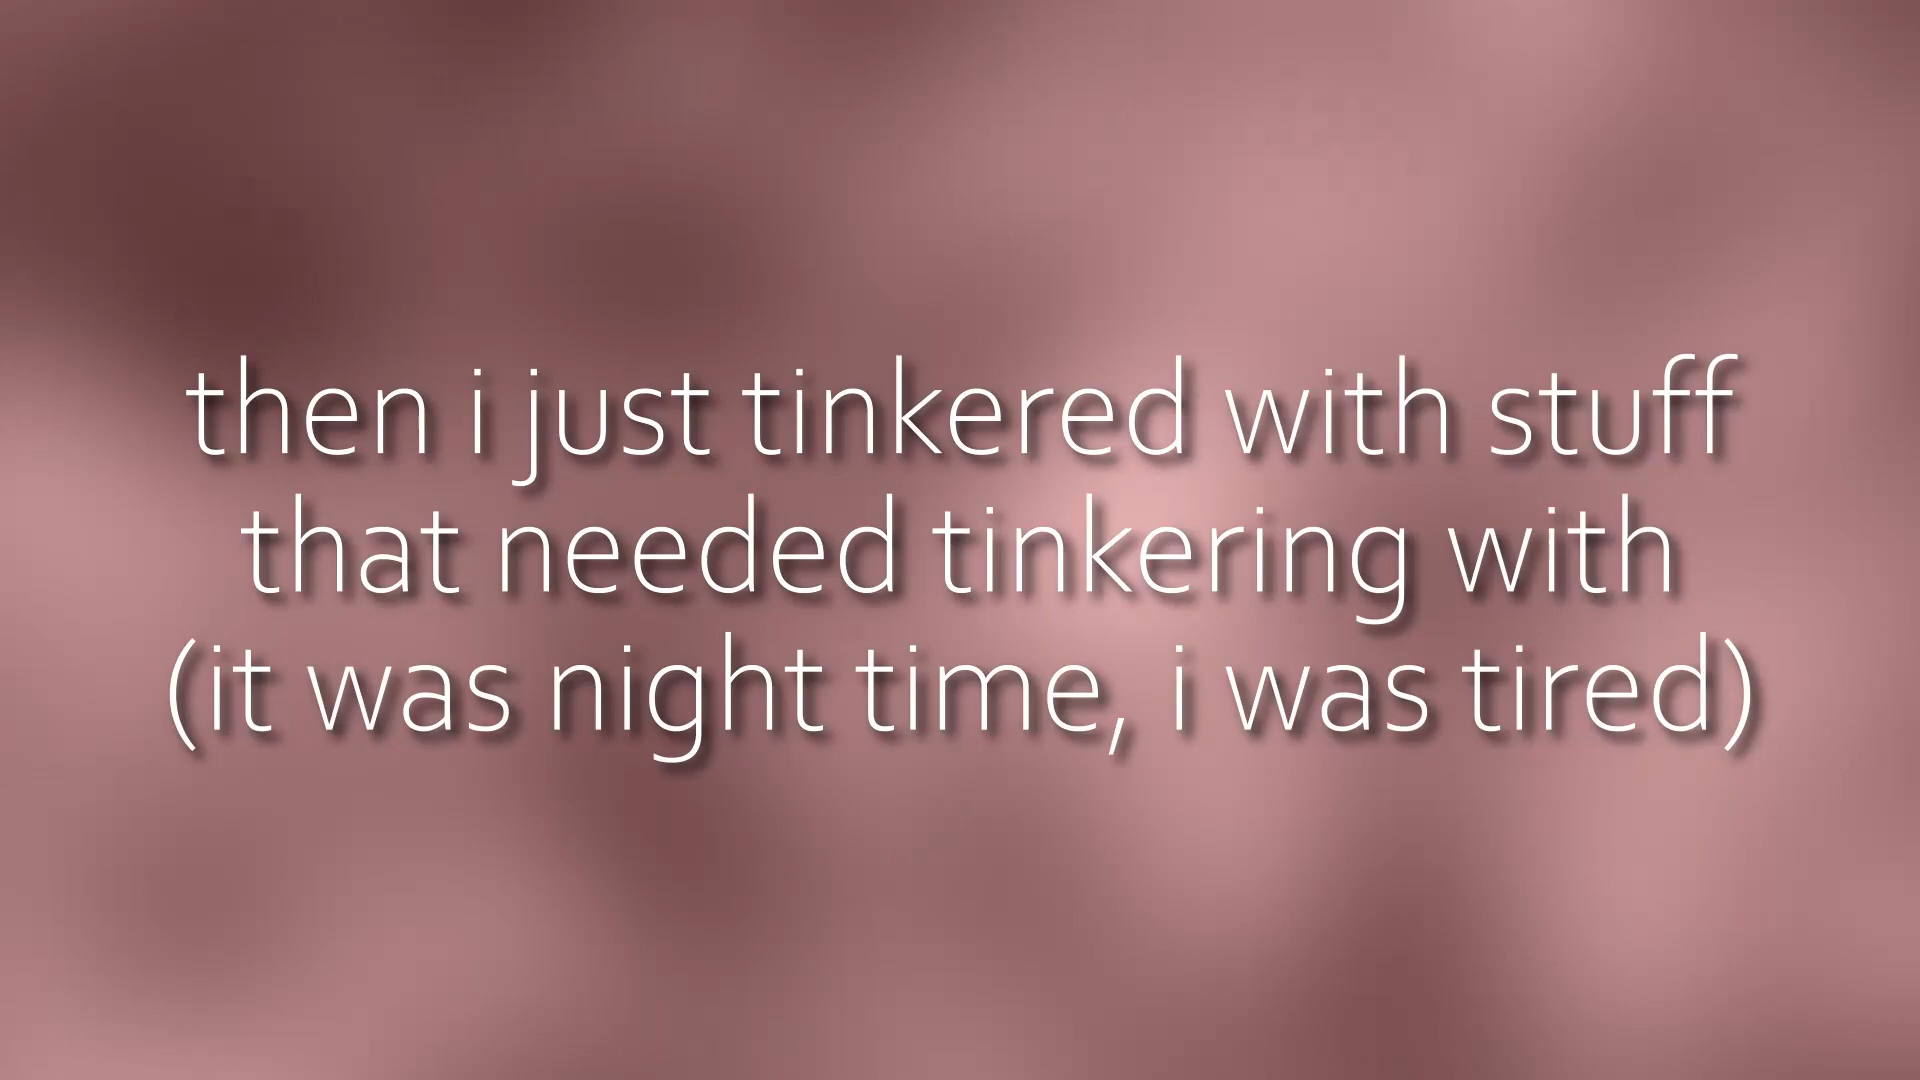 then i just tinkered with stuff
that needed tinkering with
(it was night time, i was tired)